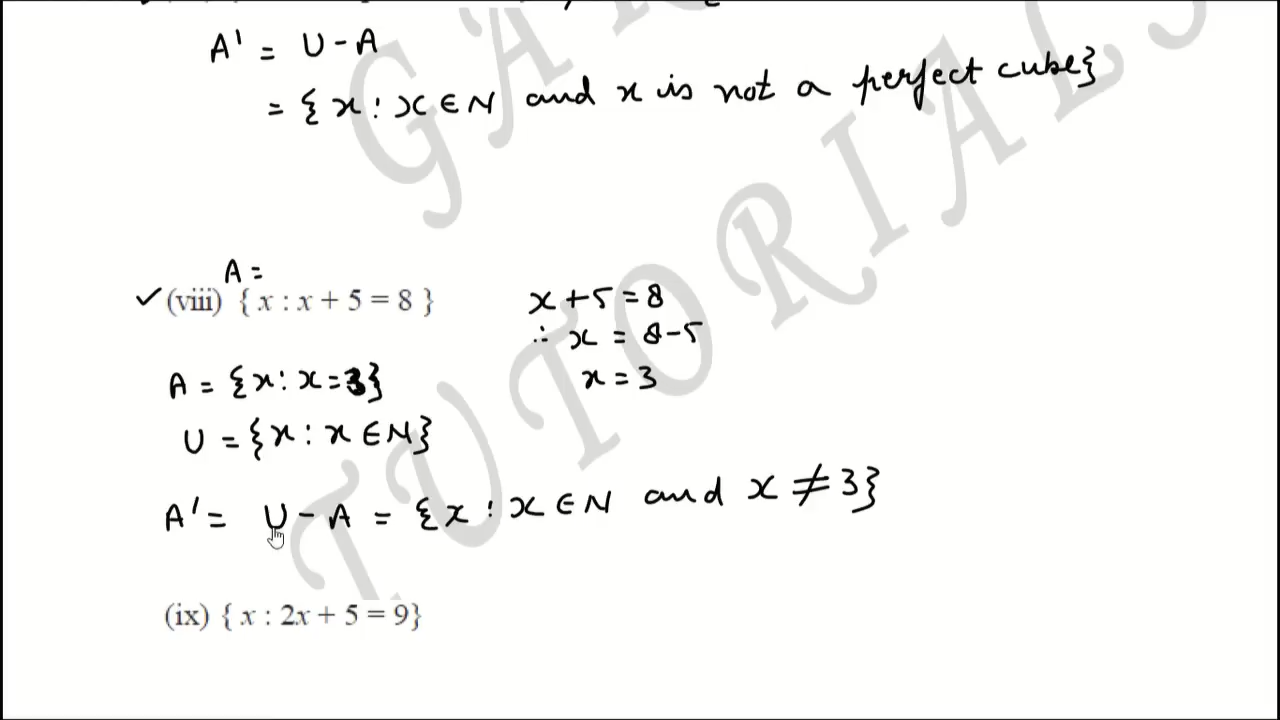 A' = U - A
= { x : x ∈ N and x is not a perfect cube}
A =
(viii) { x : x + 5 = 8 }
x + 5 = 8
∴ x = 8 - 5
x = 3
A = {x : x = 3}
U = {x : x ∈ N}
A' = U - A = {x : x ∈ N and x ≠ 3}
(ix) { x : 2x + 5 = 9}
TUTORIALS